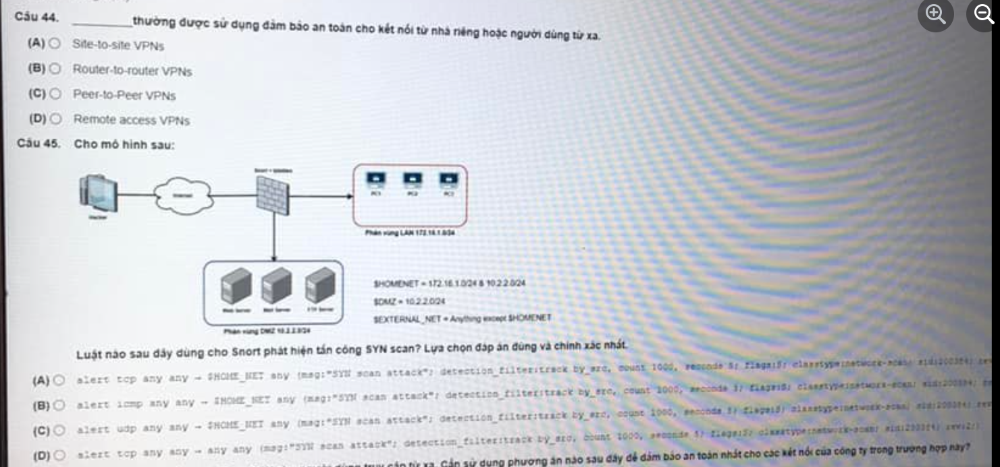 Câu 44. ________thường được sử dụng đảm bảo an toàn cho kết nối từ nhà riêng hoặc người dùng từ xa.
(A) Site-to-site VPNs
(B) Router-to-router VPNs
(C) Peer-to-Peer VPNs
(D) Remote access VPNs
Câu 45. Cho mô hình sau:
Internet
Hacker
PC1 PC2 PC3
Phân vùng LAN 172.16.1.0/24
Web Server Mail Server FTP Server
Phân vùng DMZ 10.2.2.0/24
$HOMENET = 172.16.1.0/24 & 10.2.2.0/24
$DMZ = 10.2.2.0/24
$EXTERNAL_NET = Anything except $HOMENET
Luật nào sau đây dùng cho Snort phát hiện tấn công SYN scan? Lựa chọn đáp án đúng và chính xác nhất.
(A) alert tcp any any → $HOME_NET any (msg:"SYN scan attack"; detection_filter:track by_src, count 1000, seconds 5; flags:S; classtype:network-scan;
(B) alert icmp any any → $HOME_NET any (msg:"SYN scan attack"; detection_filter:track by_src, count 1000, seconds 5; flags:S; classtype:network-scan;
(C) alert udp any any → $HOME_NET any (msg:"SYN scan attack"; detection_filter:track by_src, count 1000, seconds 5; flags:S; classtype:network-scan;
(D) alert tcp any any → any any (msg:"SYN scan attack"; detection_filter:track by_src, count 1000, seconds 5; flags:S; classtype:network-scan; rev:2;)
truy cập từ xa. Cần sử dụng phương án nào sau đây để đảm bảo an toàn nhất cho các kết nối của công ty trong trường hợp này?